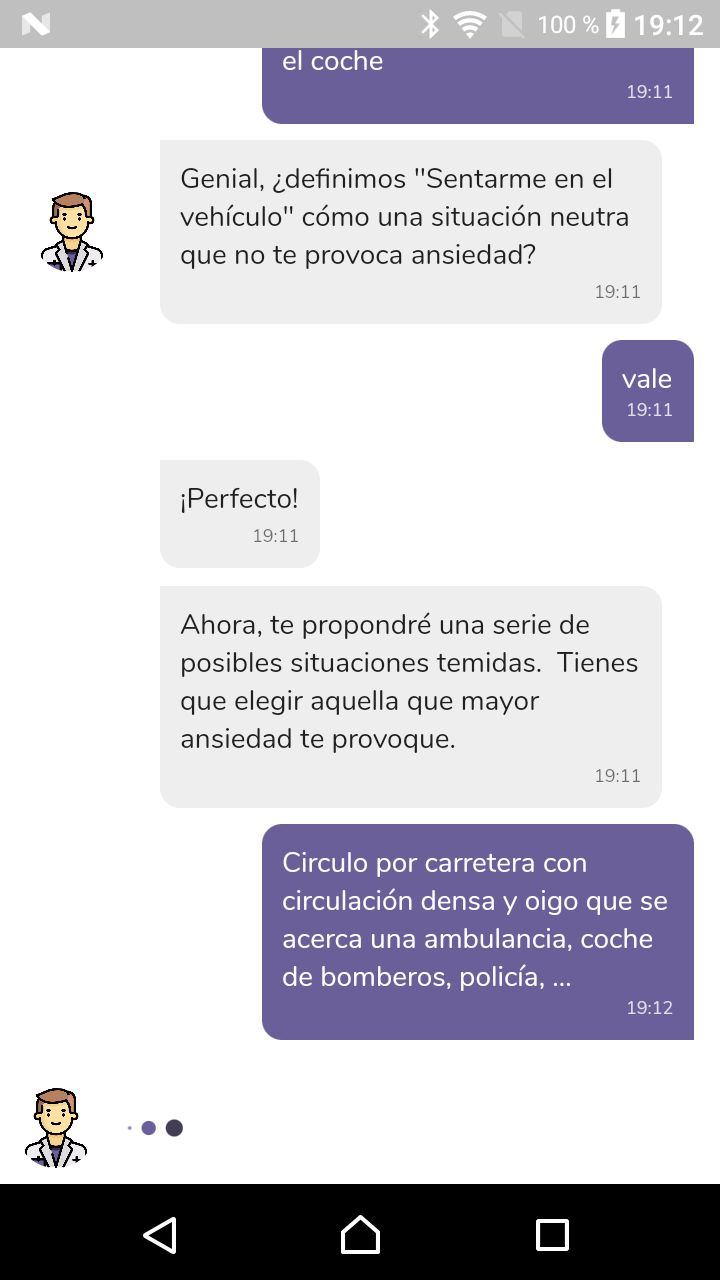 100 % 19:12
el coche
19:11
Genial, ¿definimos "Sentarme en el
vehículo" cómo una situación neutra
que no te provoca ansiedad?
19:11
vale
19:11
¡Perfecto!
19:11
Ahora, te propondré una serie de
posibles situaciones temidas.  Tienes
que elegir aquella que mayor
ansiedad te provoque.
19:11
Circulo por carretera con
circulación densa y oigo que se
acerca una ambulancia, coche
de bomberos, policía, ...
19:12